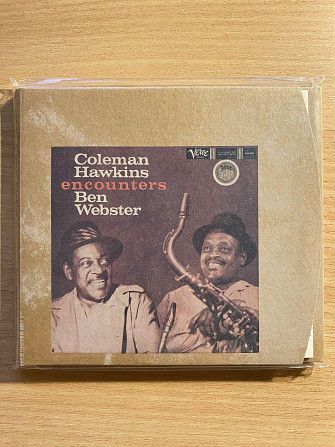 Coleman
Hawkins
encounters
Ben
Webster
Verve